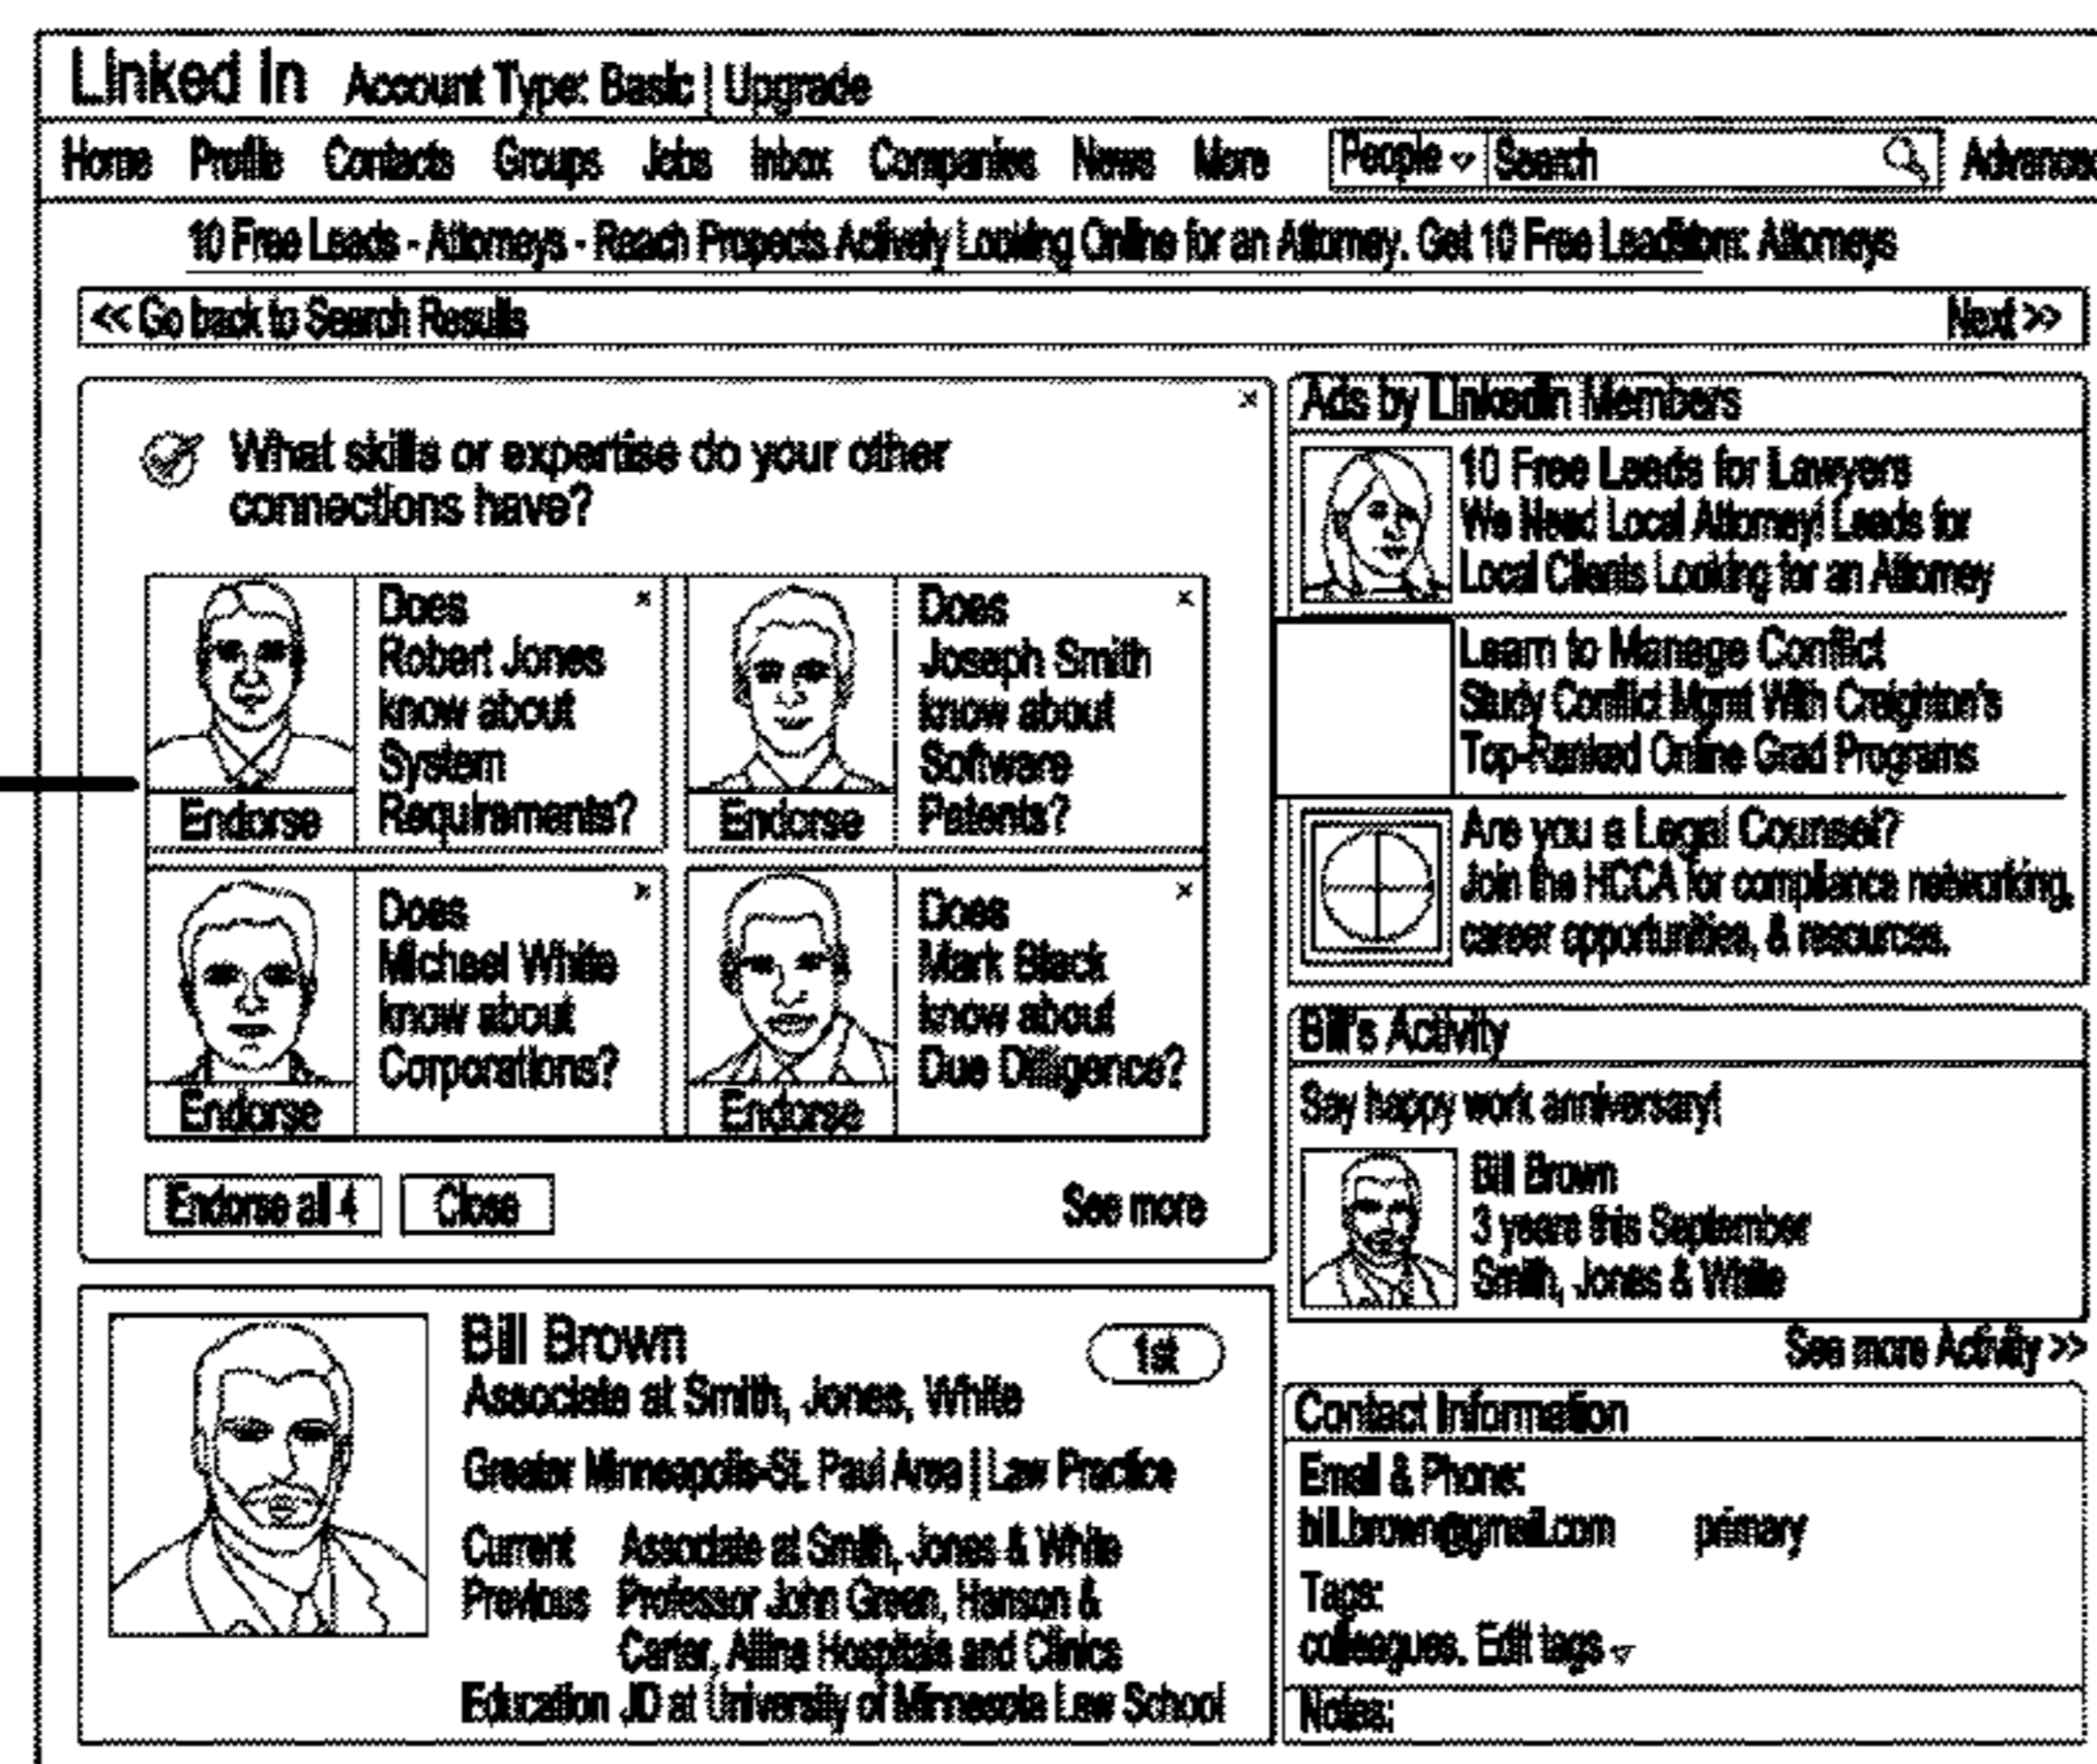 Linked in Account Type: Basic | Upgrade
Home Profile Contacts Groups Jobs Inbox Companies News More People Search Advanced
10 Free Leads - Attorneys - Reach Propects Actively Looking Online for an Attorney. Get 10 Free Leads Attorneys
<< Go back to Search Results Next >>
What skills or expertise do your other
connections have?
Does
Robert Jones
know about
System
Requirements?
Endorse
Does
Joseph Smith
know about
Software
Patents?
Endorse
Does
Michael White
know about
Corporations?
Endorse
Does
Mark Black
know about
Due Diligence?
Endorse
Endorse all 4 Close See more
Bill Brown 1st
Associate at Smith, Jones, White
Greater Minneapolis-St. Paul Area | Law Practice
Current Associate at Smith, Jones & White
Previous Professor John Green, Hanson &
Carter, Allina Hospitals and Clinics
Education JD at University of Minnesota Law School
Ads by LinkedIn Members
10 Free Leads for Lawyers
We Need Local Attorney! Leads for
Local Clients Looking for an Attorney
Learn to Manage Conflict
Study Conflict Mgmt With Creighton's
Top-Ranked Online Grad Programs
Are you a Legal Counsel?
Join the HCCA for compliance networking,
career opportunities, & resources.
Bill's Activity
Say happy work anniversary!
Bill Brown
3 years this September
Smith, Jones & White
See more Activity >>
Contact Information
Email & Phone:
bill.brown@gmail.com primary
Tags:
colleagues. Edit tags
Notes: